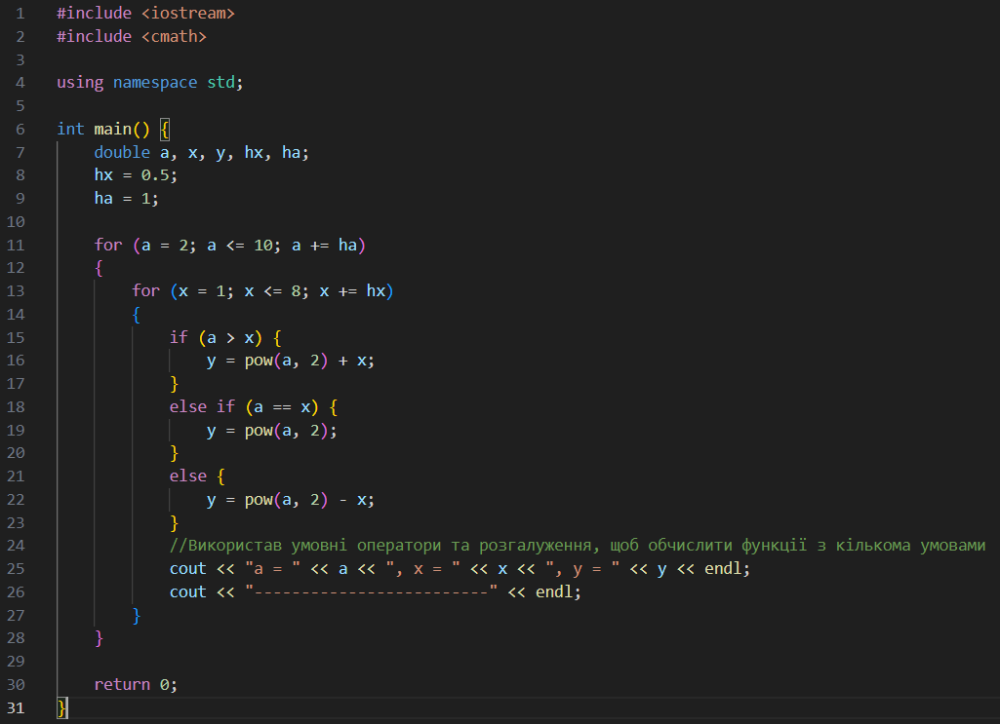 1 #include <iostream>
2 #include <cmath>
3
4 using namespace std;
5
6 int main() {
7     double a, x, y, hx, ha;
8     hx = 0.5;
9     ha = 1;
10
11     for (a = 2; a <= 10; a += ha)
12     {
13         for (x = 1; x <= 8; x += hx)
14         {
15             if (a > x) {
16                 y = pow(a, 2) + x;
17             }
18             else if (a == x) {
19                 y = pow(a, 2);
20             }
21             else {
22                 y = pow(a, 2) - x;
23             }
24             //Використав умовні оператори та розгалуження, щоб обчислити функції з кількома умовами
25             cout << "a = " << a << ", x = " << x << ", y = " << y << endl;
26             cout << "-------------------------" << endl;
27         }
28     }
29
30     return 0;
31 }